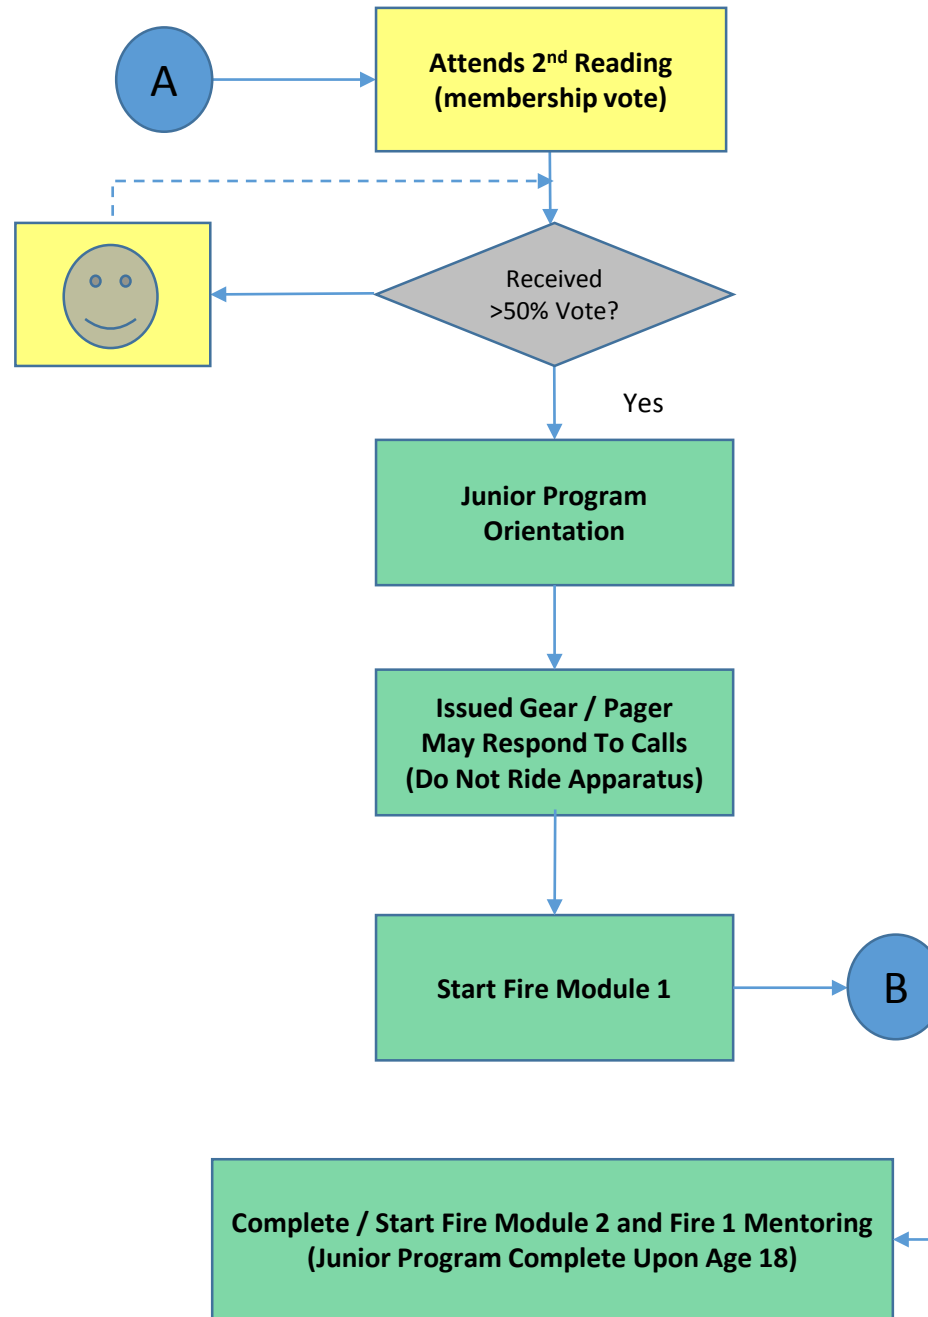 A
Attends 2nd Reading
(membership vote)
Received
>50% Vote?
Yes
Junior Program
Orientation
Issued Gear / Pager
May Respond To Calls
(Do Not Ride Apparatus)
Start Fire Module 1
B
Complete / Start Fire Module 2 and Fire 1 Mentoring
(Junior Program Complete Upon Age 18)